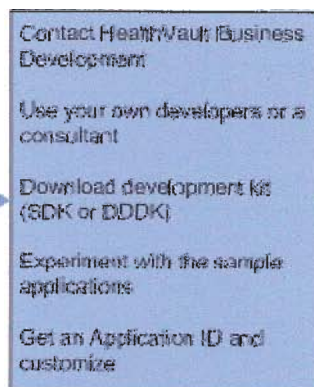 Contact HealthVault Business
Development
Use your own developers or a
consultant
Download development kit
(SDK or DDDK)
Experiment with the sample
applications
Get an Application ID and
customize